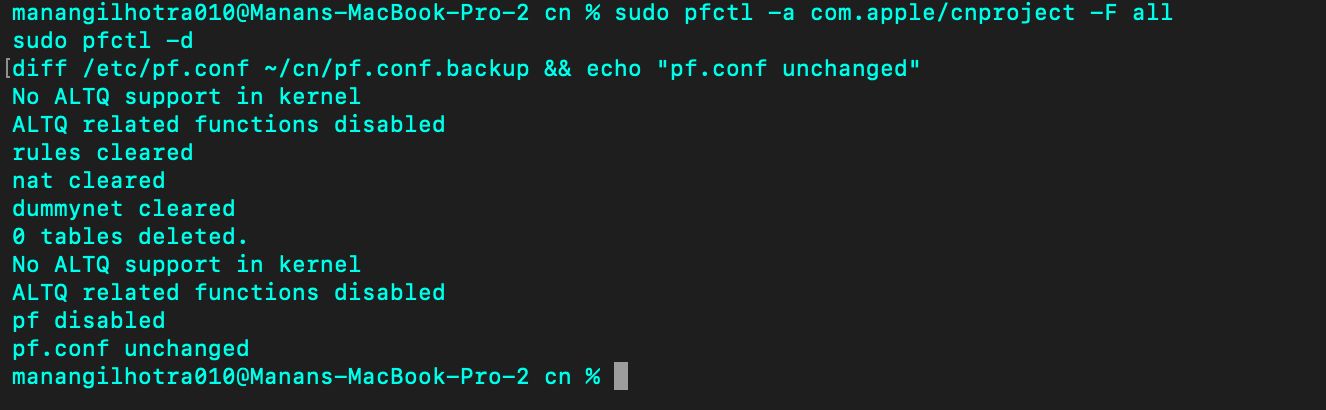 manangilhotra010@Manans-MacBook-Pro-2 cn % sudo pfctl -a com.apple/cnproject -F all
sudo pfctl -d
[diff /etc/pf.conf ~/cn/pf.conf.backup && echo "pf.conf unchanged"
No ALTQ support in kernel
ALTQ related functions disabled
rules cleared
nat cleared
dummynet cleared
0 tables deleted.
No ALTQ support in kernel
ALTQ related functions disabled
pf disabled
pf.conf unchanged
manangilhotra010@Manans-MacBook-Pro-2 cn %